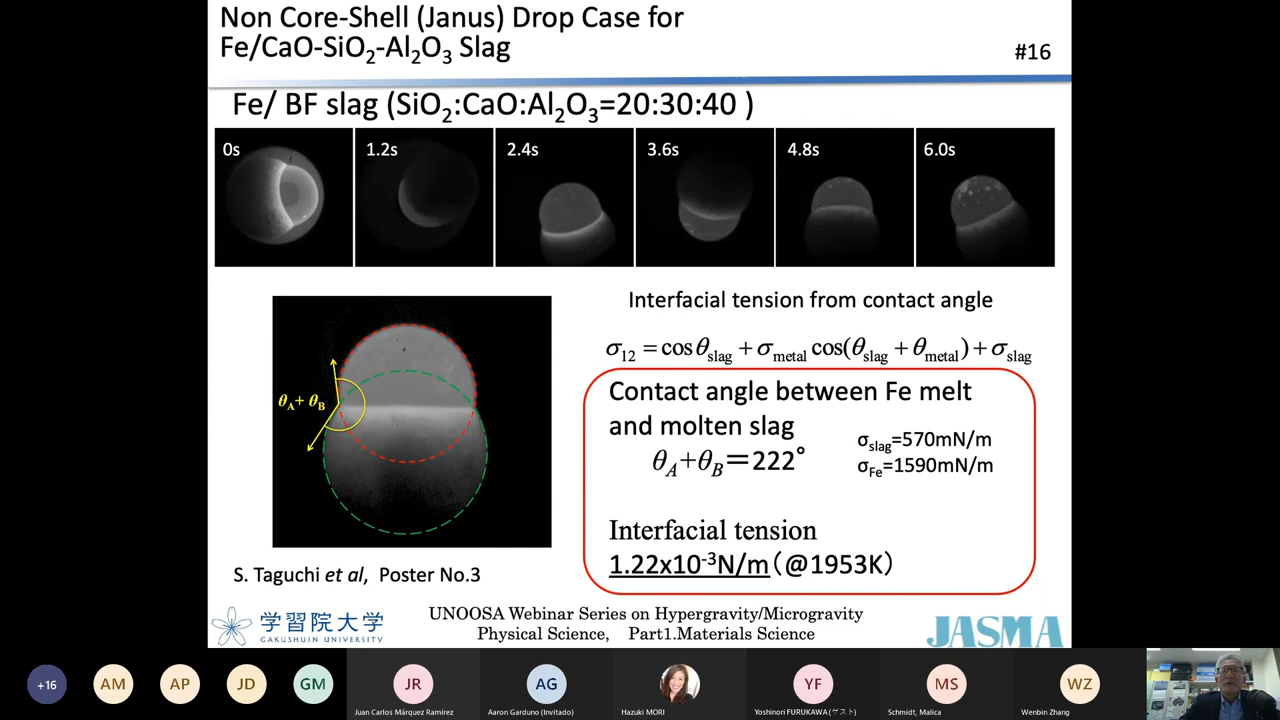 Non Core-Shell (Janus) Drop Case for
Fe/CaO-SiO₂-Al₂O₃ Slag
#16
Fe/ BF slag (SiO₂:CaO:Al₂O₃=20:30:40 )
0s
1.2s
2.4s
3.6s
4.8s
6.0s
Interfacial tension from contact angle
σ₁₂ = cosθslag + σmetal cos(θslag + θmetal) + σslag
θA+ θB
Contact angle between Fe melt
and molten slag
σslag=570mN/m
θA+θB=222°
σFe=1590mN/m
Interfacial tension
1.22x10⁻³N/m(@1953K)
S. Taguchi et al, Poster No.3
学習院大学
GAKUSHUIN UNIVERSITY
UNOOSA Webinar Series on Hypergravity/Microgravity
Physical Science, Part1.Materials Science
JASMA
+16
AM
AP
JD
GM
JR
AG
YF
MS
WZ
Juan Carlos Márquez Ramírez
Aaron Garduno (Invitado)
Hazuki MORI
Yoshinori FURUKAWA (ゲスト)
Schmidt, Malica
Wenbin Zhang